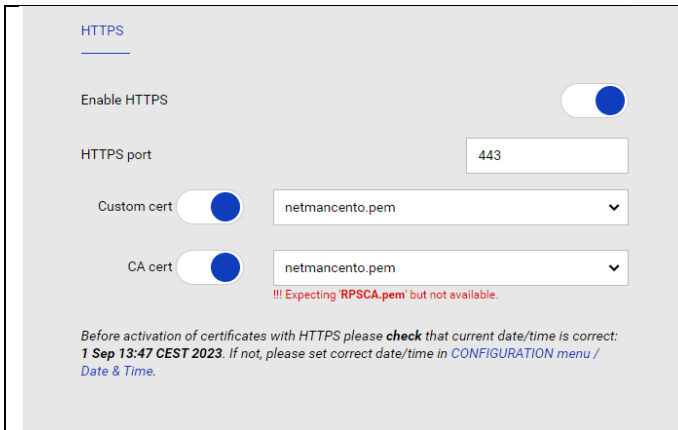 HTTPS
Enable HTTPS
HTTPS port 443
Custom cert netmancento.pem
CA cert netmancento.pem
!!! Expecting 'RPSCA.pem' but not available.
Before activation of certificates with HTTPS please check that current date/time is correct:
1 Sep 13:47 CEST 2023. If not, please set correct date/time in CONFIGURATION menu /
Date & Time.